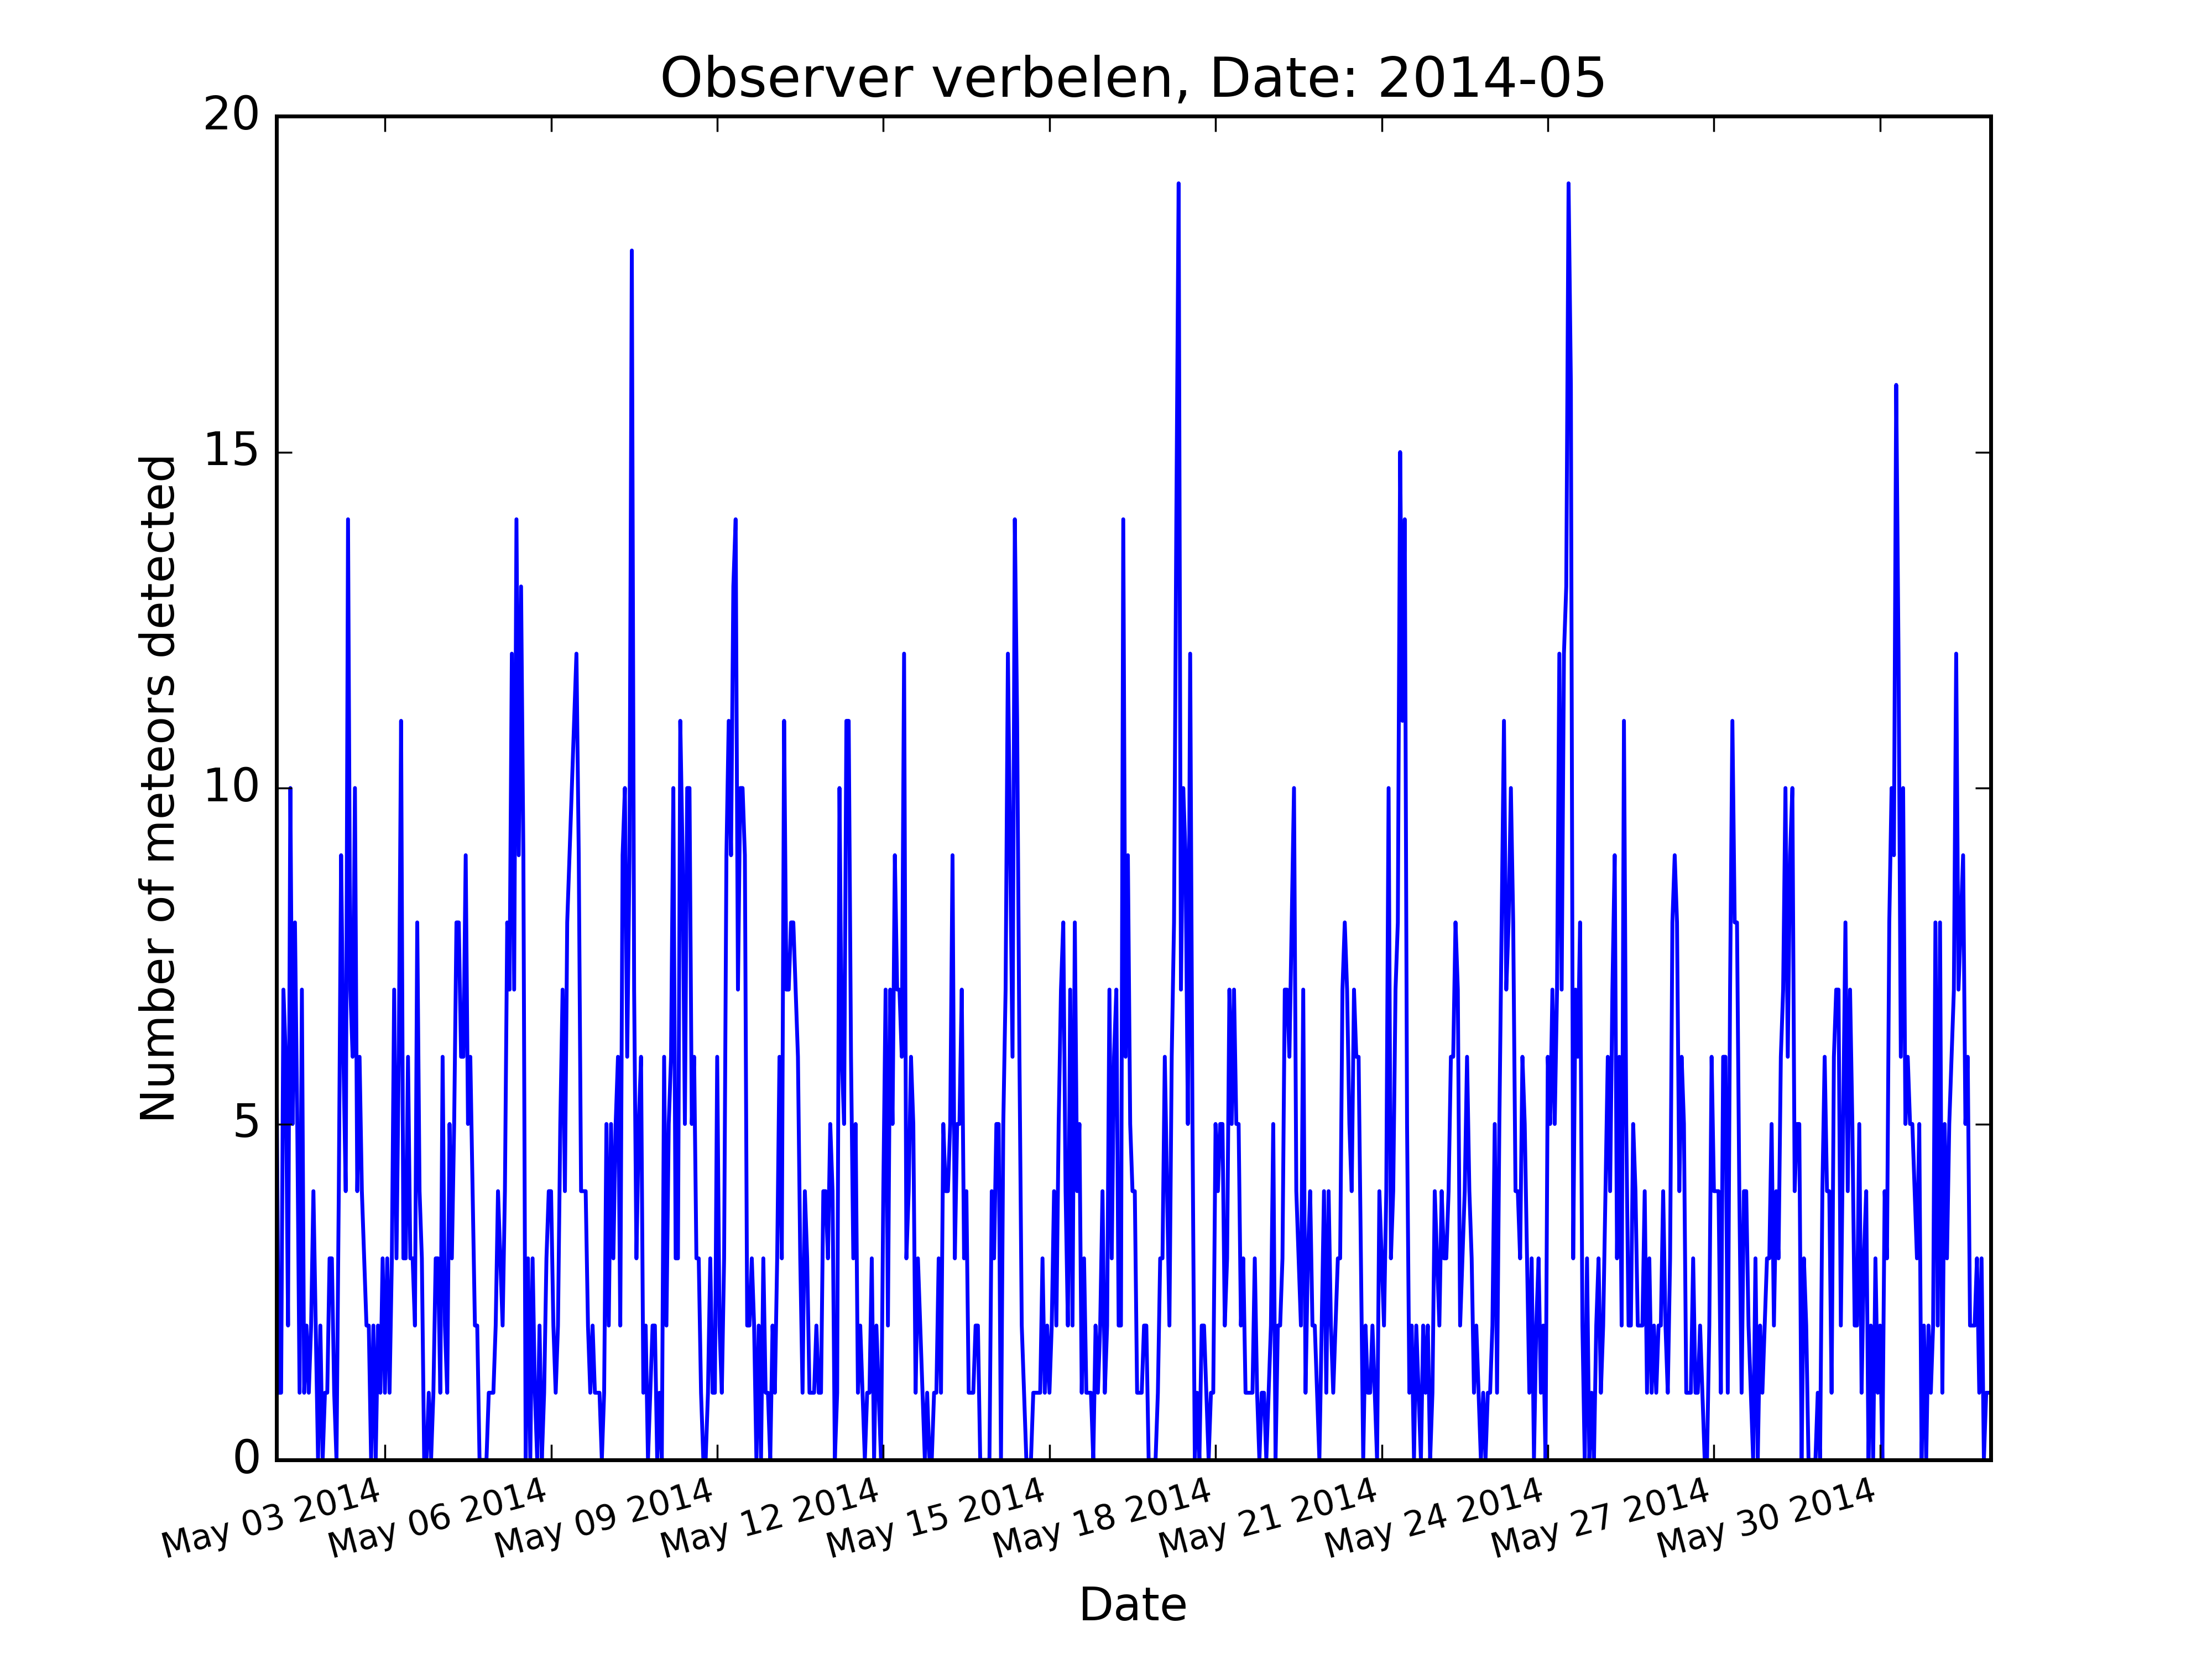 Observer verbelen, Date: 2014-05
20
15
10
5
0
Number of meteors detected
May 03 2014
May 06 2014
May 09 2014
May 12 2014
May 15 2014
May 18 2014
May 21 2014
May 24 2014
May 27 2014
May 30 2014
Date